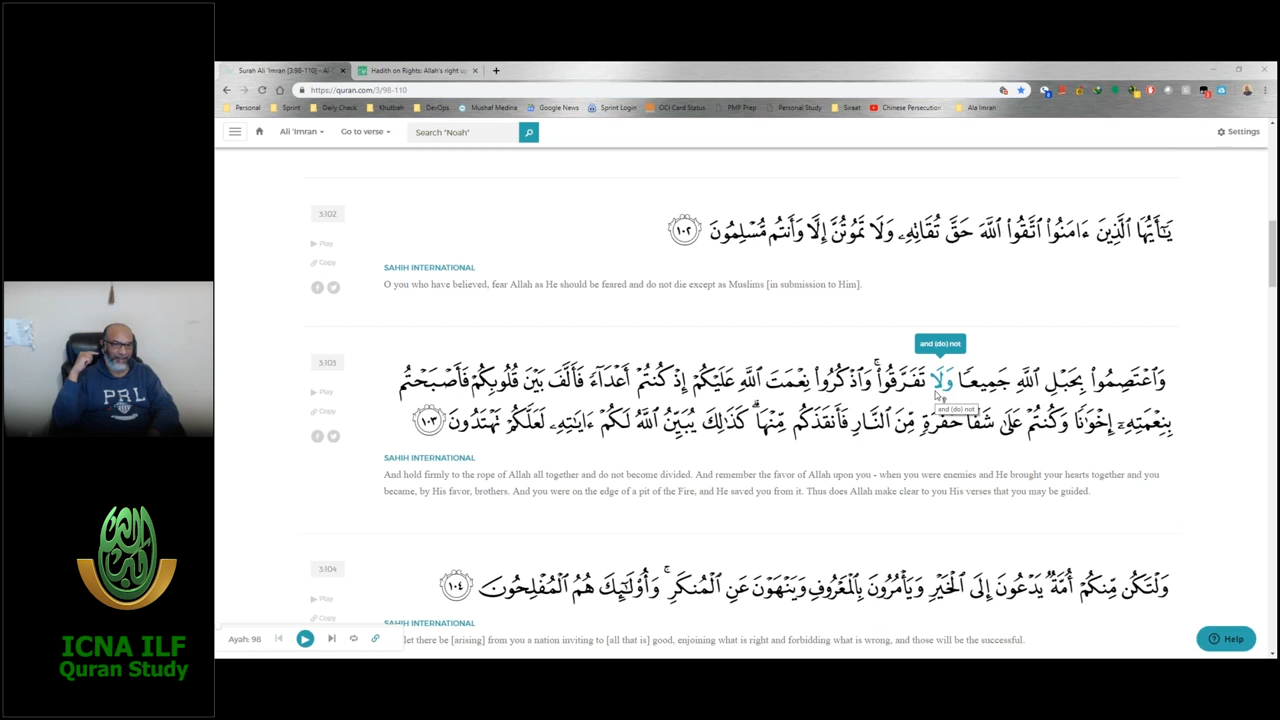 Surah Ali 'Imran [3:98-110] - Al-
Hadith on Rights: Allah's right up
https://quran.com/3/98-110
Personal Sprint Daily Check Khutbah DevOps Mushaf Medina Google News Sprint Login OCI Card Status PMP Prep Personal Study Siraat Chinese Persecution Ala Imran
Ali 'Imran Go to verse Search "Noah" Settings
3:102
يَـٰٓأَيُّهَا ٱلَّذِينَ ءَامَنُوا۟ ٱتَّقُوا۟ ٱللَّهَ حَقَّ تُقَاتِهِۦ وَلَا تَمُوتُنَّ إِلَّا وَأَنتُم مُّسْلِمُونَ ١٠٢
Play
Copy
SAHIH INTERNATIONAL
O you who have believed, fear Allah as He should be feared and do not die except as Muslims [in submission to Him].
and (do) not
3:103
وَٱعْتَصِمُوا۟ بِحَبْلِ ٱللَّهِ جَمِيعًا وَلَا تَفَرَّقُوا۟ ۚ وَٱذْكُرُوا۟ نِعْمَتَ ٱللَّهِ عَلَيْكُمْ إِذْ كُنتُمْ أَعْدَآءً فَأَلَّفَ بَيْنَ قُلُوبِكُمْ فَأَصْبَحْتُم
and (do) not
بِنِعْمَتِهِۦٓ إِخْوَٰنًا وَكُنتُمْ عَلَىٰ شَفَا حُفْرَةٍ مِّنَ ٱلنَّارِ فَأَنقَذَكُم مِّنْهَا ۗ كَذَٰلِكَ يُبَيِّنُ ٱللَّهُ لَكُمْ ءَايَـٰتِهِۦ لَعَلَّكُمْ تَهْتَدُونَ ١٠٣
Play
Copy
SAHIH INTERNATIONAL
And hold firmly to the rope of Allah all together and do not become divided. And remember the favor of Allah upon you - when you were enemies and He brought your hearts together and you
became, by His favor, brothers. And you were on the edge of a pit of the Fire, and He saved you from it. Thus does Allah make clear to you His verses that you may be guided.
3:104
وَلْتَكُن مِّنكُمْ أُمَّةٌ يَدْعُونَ إِلَى ٱلْخَيْرِ وَيَأْمُرُونَ بِٱلْمَعْرُوفِ وَيَنْهَوْنَ عَنِ ٱلْمُنكَرِ ۚ وَأُو۟لَـٰٓئِكَ هُمُ ٱلْمُفْلِحُونَ ١٠٤
Play
Copy
SAHIH INTERNATIONAL
let there be [arising] from you a nation inviting to [all that is] good, enjoining what is right and forbidding what is wrong, and those will be the successful.
Ayah: 98
Help
PRL
ICNA ILF
Quran Study